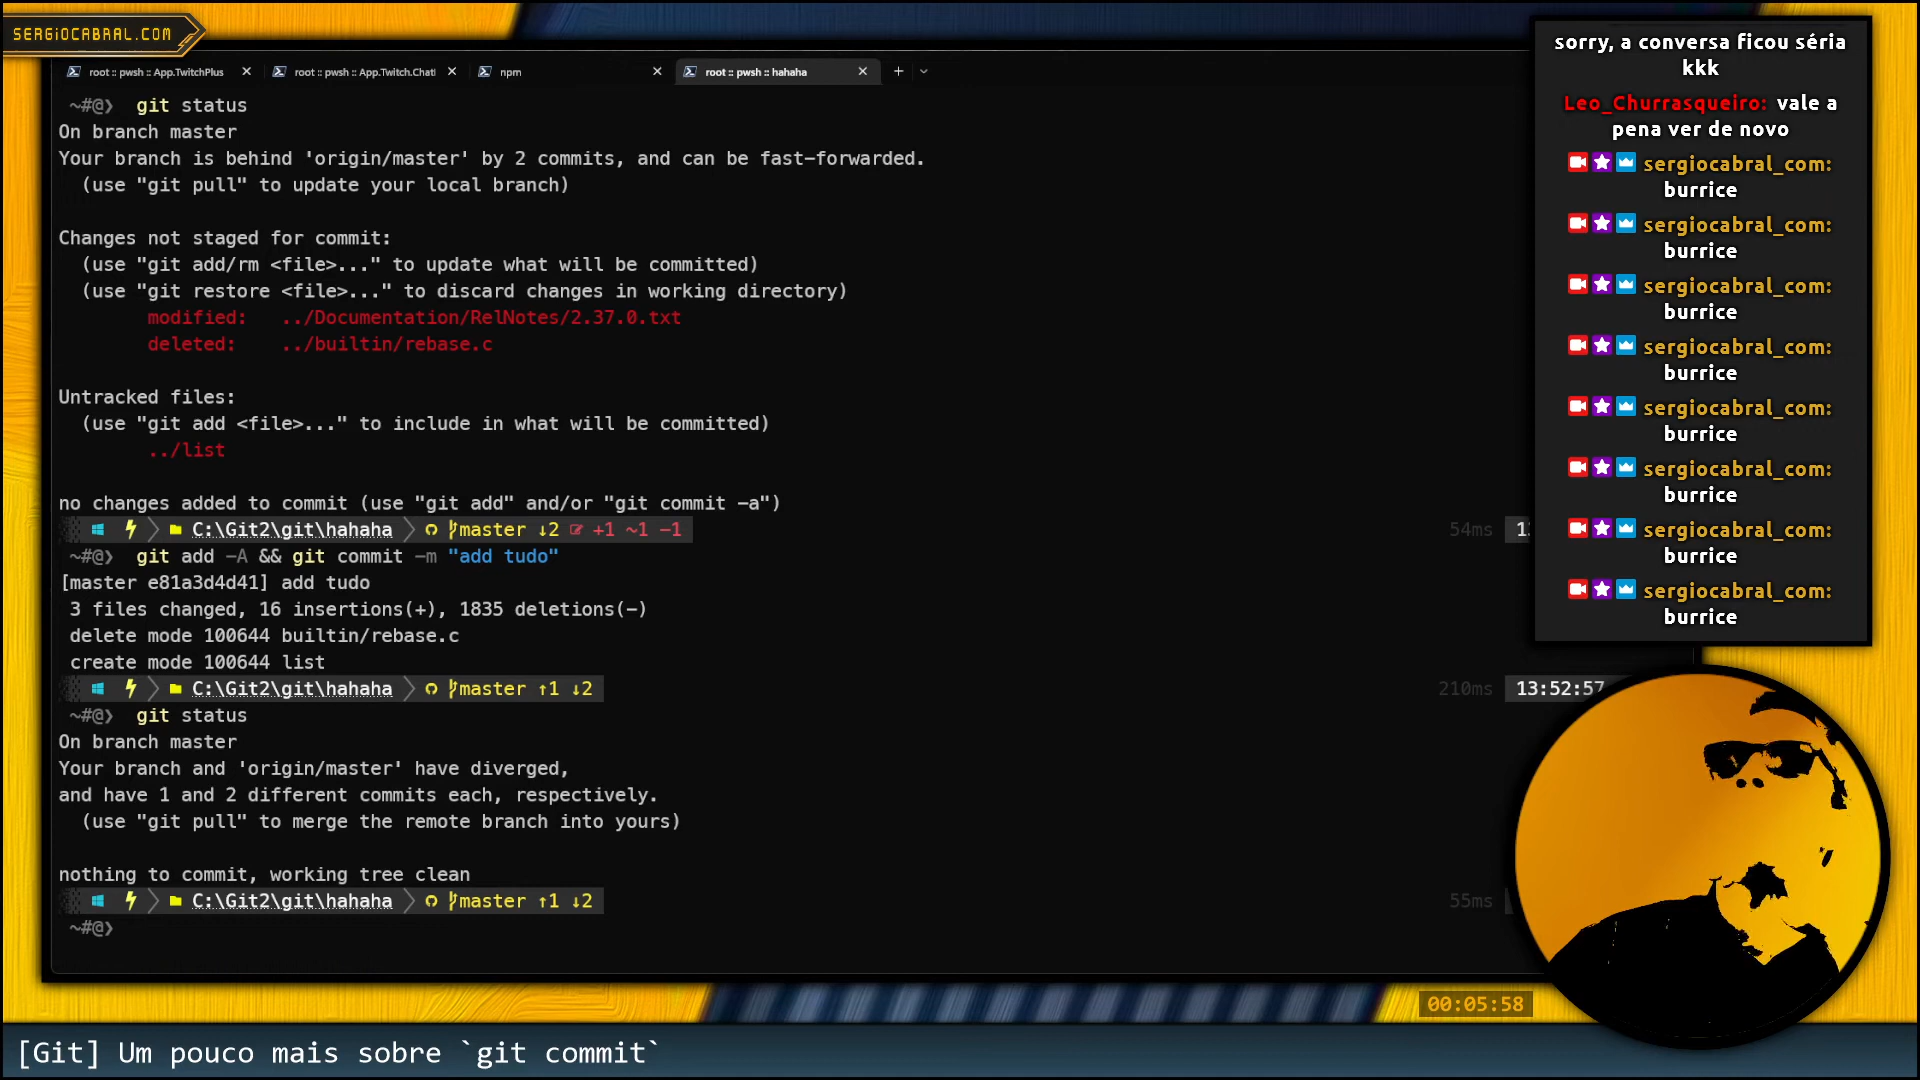 SERGIOCABRAL.COM
root :: pwsh :: App.TwitchPlus
root :: pwsh :: App.Twitch.Chat
npm
root :: pwsh :: hahaha
~#@❯ git status
On branch master
Your branch is behind 'origin/master' by 2 commits, and can be fast-forwarded.
(use "git pull" to update your local branch)
Changes not staged for commit:
(use "git add/rm <file>..." to update what will be committed)
(use "git restore <file>..." to discard changes in working directory)
modified: ../Documentation/RelNotes/2.37.0.txt
deleted: ../builtin/rebase.c
Untracked files:
(use "git add <file>..." to include in what will be committed)
../list
no changes added to commit (use "git add" and/or "git commit -a")
C:\Git2\git\hahaha master ↓2 +1 ~1 -1 54ms
~#@❯ git add -A && git commit -m "add tudo"
[master e81a3d4d41] add tudo
3 files changed, 16 insertions(+), 1835 deletions(-)
delete mode 100644 builtin/rebase.c
create mode 100644 list
C:\Git2\git\hahaha master ↑1 ↓2 210ms 13:52:57
~#@❯ git status
On branch master
Your branch and 'origin/master' have diverged,
and have 1 and 2 different commits each, respectively.
(use "git pull" to merge the remote branch into yours)
nothing to commit, working tree clean
C:\Git2\git\hahaha master ↑1 ↓2 55ms
~#@❯
sorry, a conversa ficou séria
kkk
Leo_Churrasqueiro: vale a
pena ver de novo
sergiocabral_com:
burrice
sergiocabral_com:
burrice
sergiocabral_com:
burrice
sergiocabral_com:
burrice
sergiocabral_com:
burrice
sergiocabral_com:
burrice
sergiocabral_com:
burrice
sergiocabral_com:
burrice
00:05:58
[Git] Um pouco mais sobre `git commit`